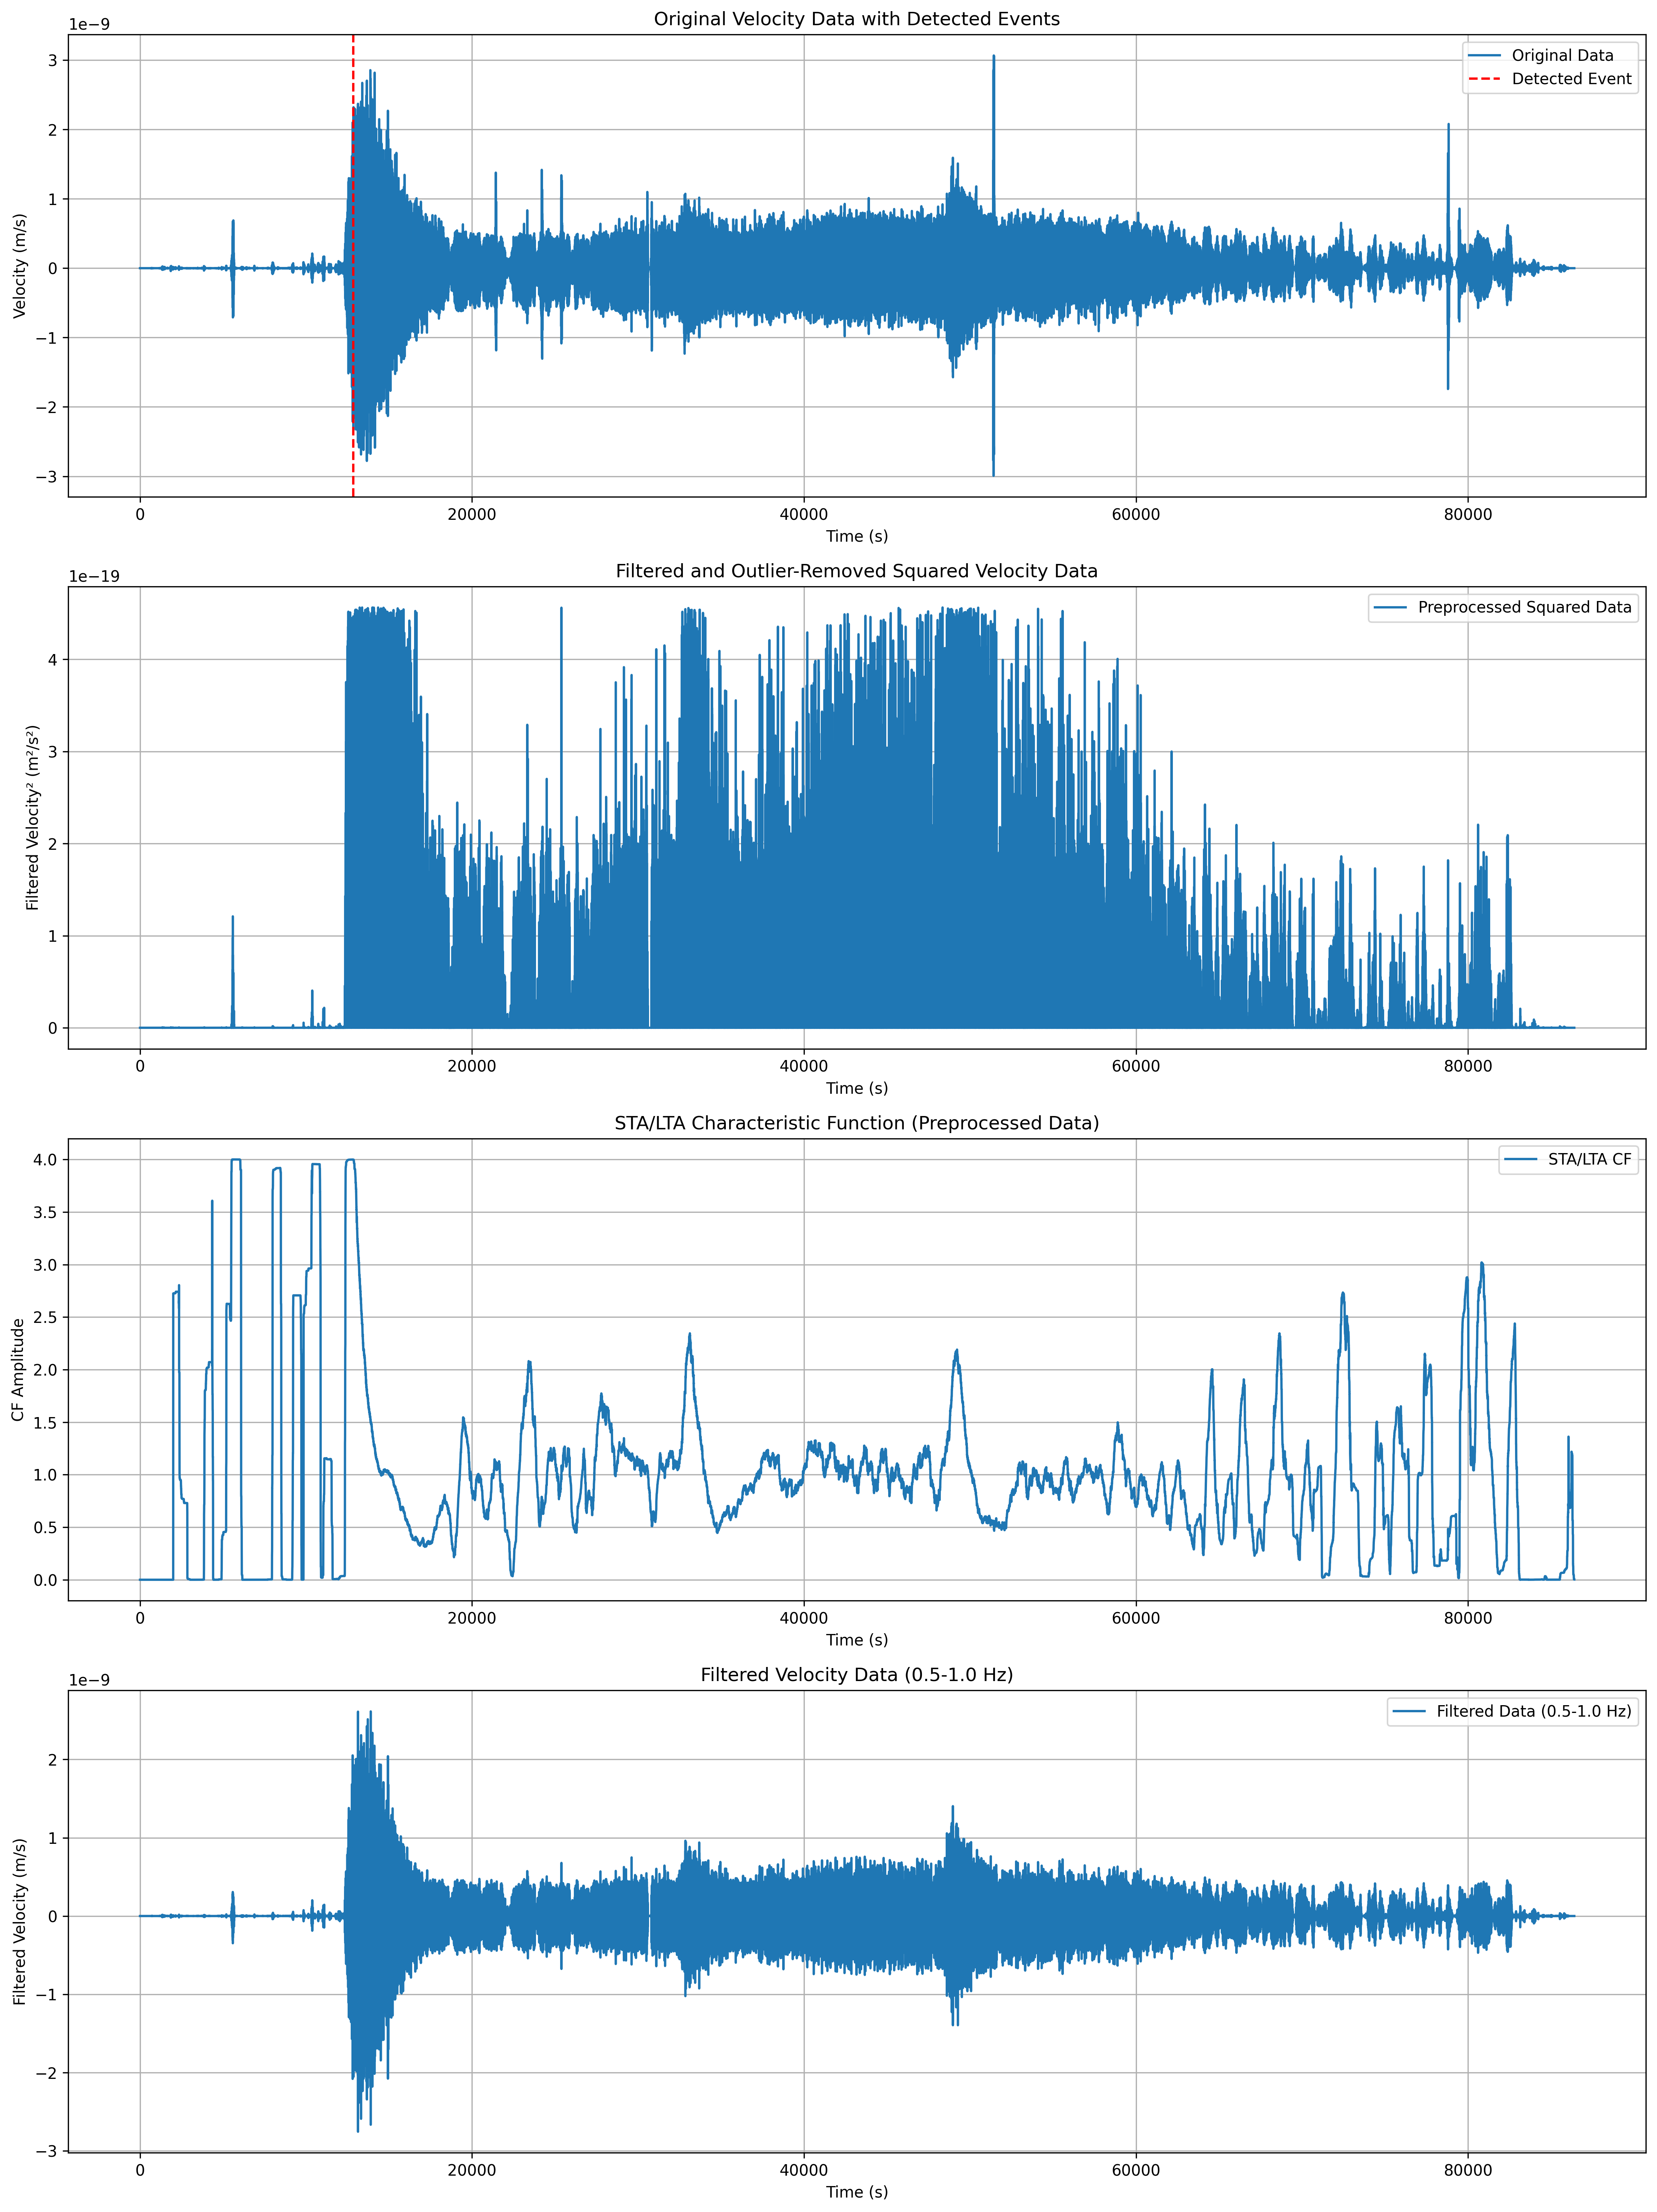 Original Velocity Data with Detected Events
1e−9
Original Data
Detected Event
Velocity (m/s)
3
2
1
0
−1
−2
−3
0 20000 40000 60000 80000
Time (s)
Filtered and Outlier-Removed Squared Velocity Data
1e−19
Preprocessed Squared Data
Filtered Velocity² (m²/s²)
4
3
2
1
0
0 20000 40000 60000 80000
Time (s)
STA/LTA Characteristic Function (Preprocessed Data)
STA/LTA CF
CF Amplitude
4.0
3.5
3.0
2.5
2.0
1.5
1.0
0.5
0.0
0 20000 40000 60000 80000
Time (s)
Filtered Velocity Data (0.5-1.0 Hz)
1e−9
Filtered Data (0.5-1.0 Hz)
Filtered Velocity (m/s)
2
1
0
−1
−2
−3
0 20000 40000 60000 80000
Time (s)